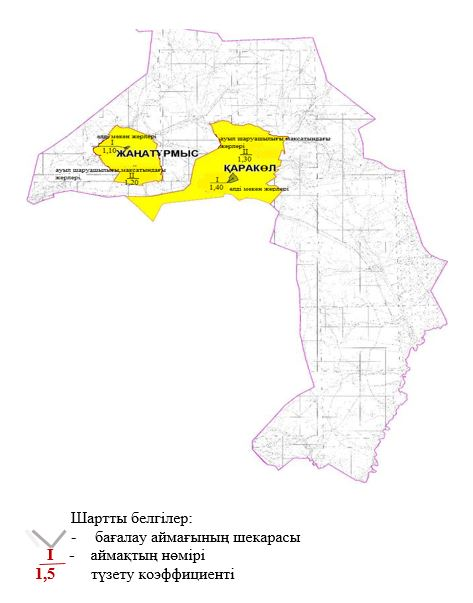 елді мекен жерлері
I
1,10
ЖАҢАТУРМЫС
ауыл шаруашылығы мақсатындағы
жерлері
II
1,20
ауыл шаруашылығы мақсатындағы
жерлері
II
1,30
ҚАРАКӨЛ
I
1,40
елді мекен жерлері
Шартты белгілер:
- бағалау аймағының шекарасы
I - аймақтың нөмірі
1,5 түзету коэффициенті